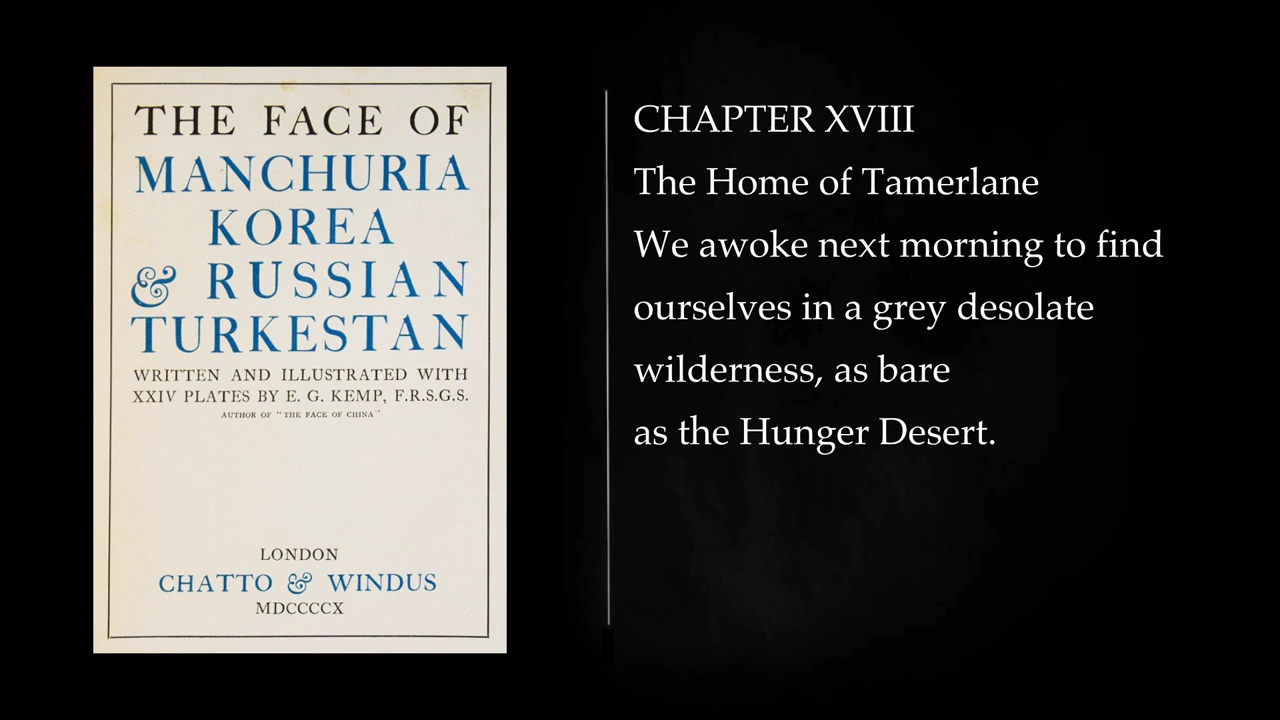 THE FACE OF
MANCHURIA
KOREA
& RUSSIAN
TURKESTAN
WRITTEN AND ILLUSTRATED WITH
XXIV PLATES BY E. G. KEMP, F.R.S.G.S.
AUTHOR OF "THE FACE OF CHINA"
LONDON
CHATTO & WINDUS
MDCCCCX
CHAPTER XVIII
The Home of Tamerlane
We awoke next morning to find
ourselves in a grey desolate
wilderness, as bare
as the Hunger Desert.